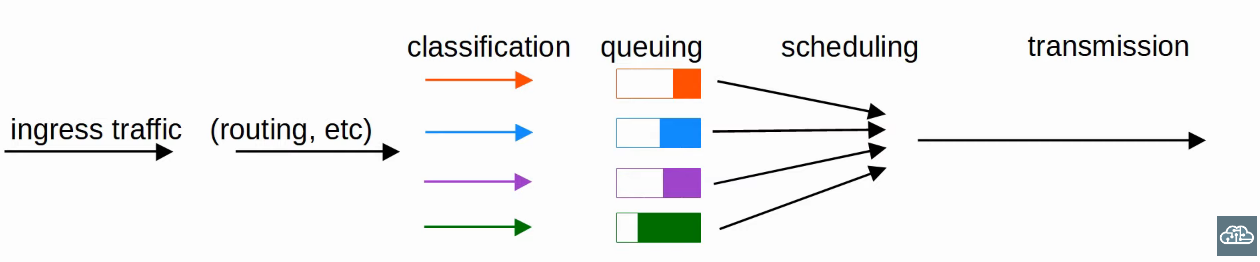 classification queuing scheduling transmission
ingress traffic (routing, etc)